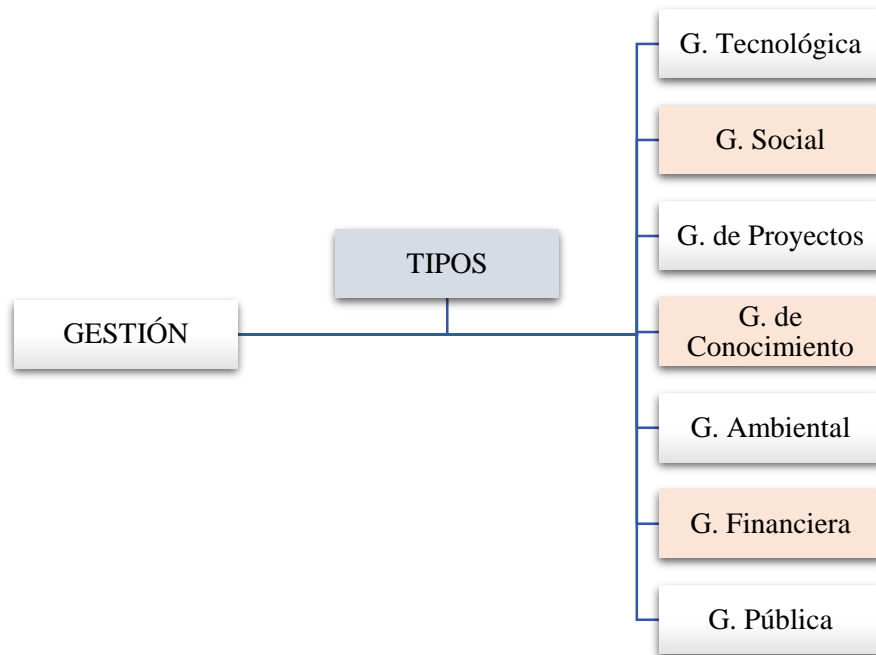 GESTIÓN
TIPOS
G. Tecnológica
G. Social
G. de Proyectos
G. de
Conocimiento
G. Ambiental
G. Financiera
G. Pública